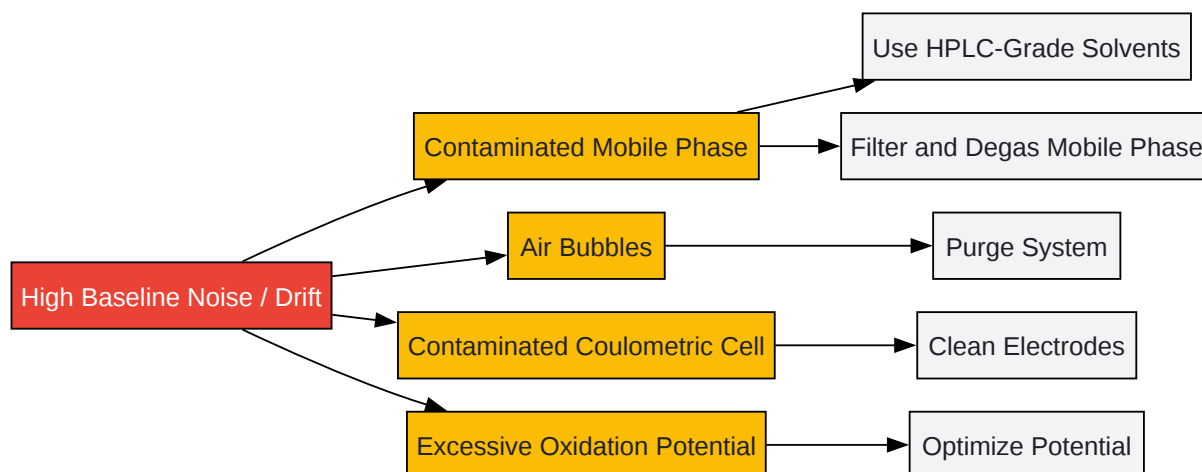 Use HPLC-Grade Solvents
Contaminated Mobile Phase
Filter and Degas Mobile Phase
Air Bubbles
Purge System
High Baseline Noise / Drift
Contaminated Coulometric Cell
Clean Electrodes
Excessive Oxidation Potential
Optimize Potential